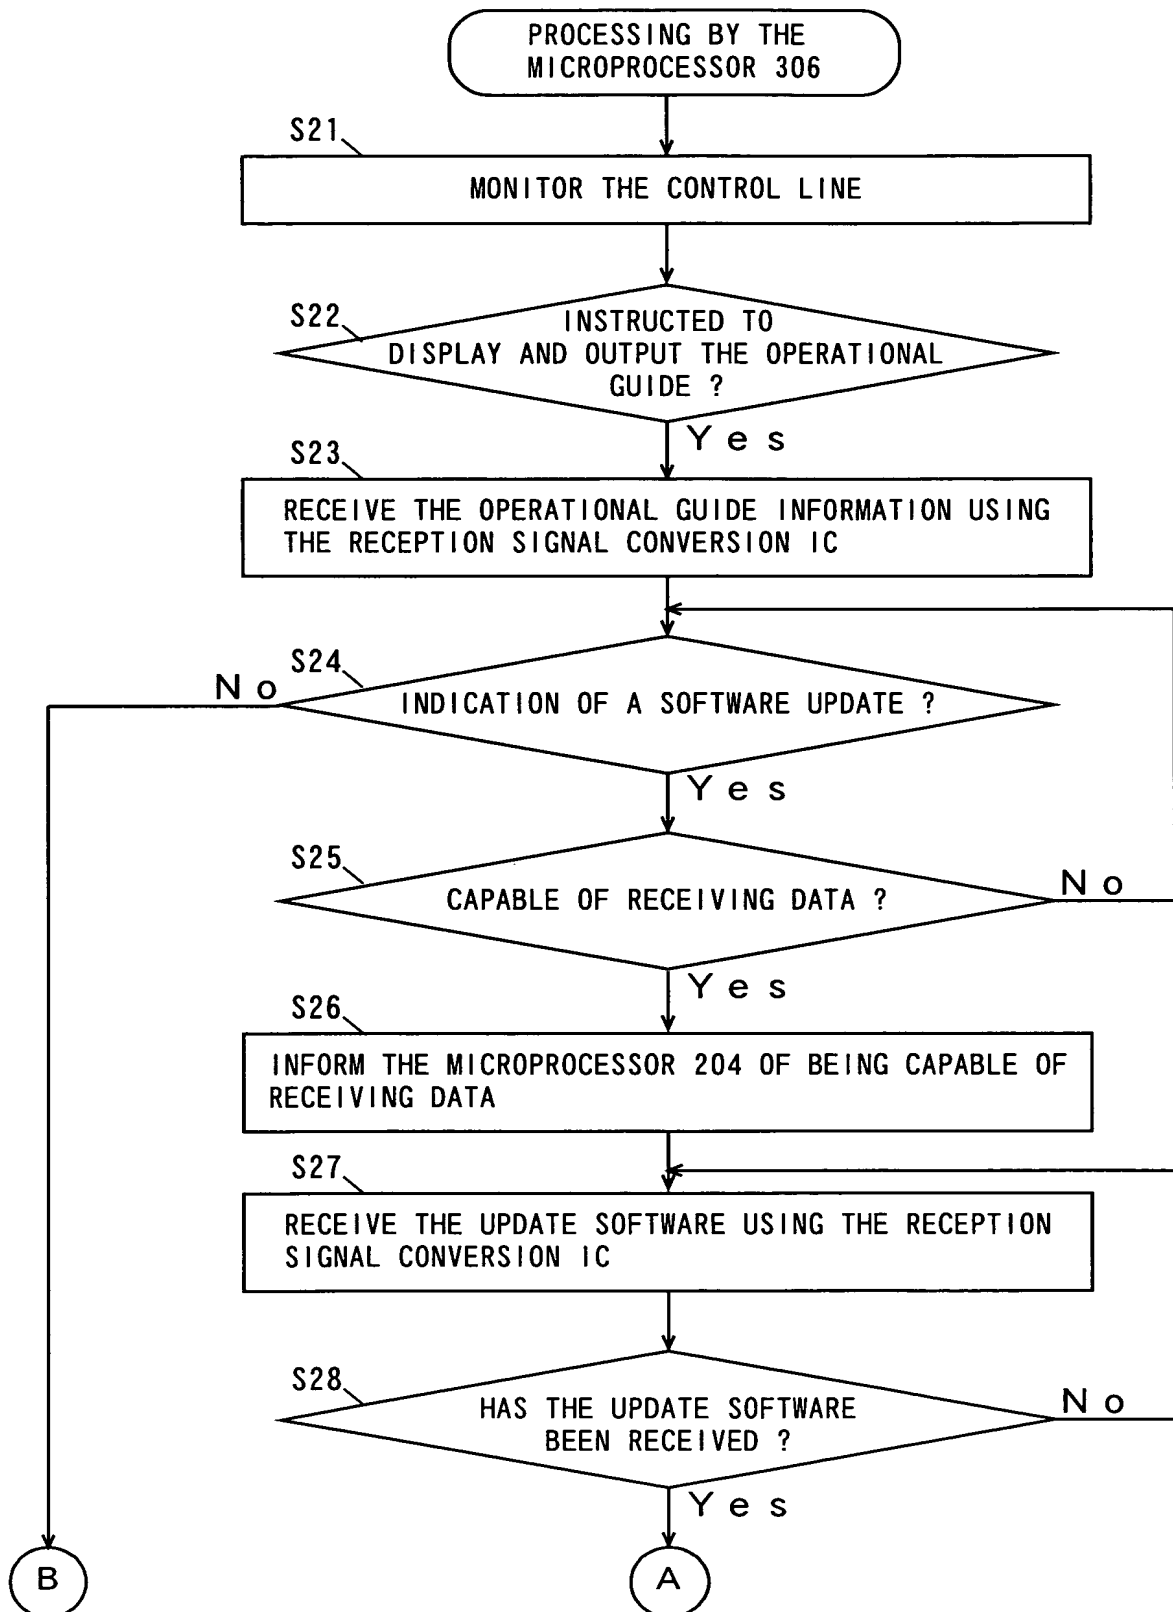 PROCESSING BY THE
MICROPROCESSOR 306
S21
MONITOR THE CONTROL LINE
S22
INSTRUCTED TO
DISPLAY AND OUTPUT THE OPERATIONAL
GUIDE ?
Yes
S23
RECEIVE THE OPERATIONAL GUIDE INFORMATION USING
THE RECEPTION SIGNAL CONVERSION IC
S24
No
INDICATION OF A SOFTWARE UPDATE ?
Yes
S25
CAPABLE OF RECEIVING DATA ?
No
Yes
S26
INFORM THE MICROPROCESSOR 204 OF BEING CAPABLE OF
RECEIVING DATA
S27
RECEIVE THE UPDATE SOFTWARE USING THE RECEPTION
SIGNAL CONVERSION IC
S28
HAS THE UPDATE SOFTWARE
BEEN RECEIVED ?
No
Yes
B
A